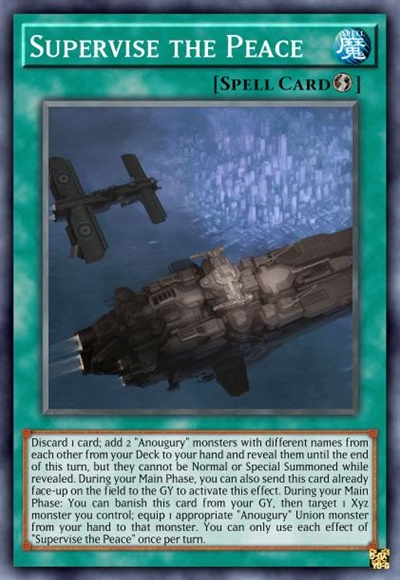 SUPERVISE THE PEACE
SPELL
魔
[SPELL CARD]
Discard 1 card; add 2 "Anougury" monsters with different names from
each other from your Deck to your hand and reveal them until the end
of this turn, but they cannot be Normal or Special Summoned while
revealed. During your Main Phase, you can also send this card already
face-up on the field to the GY to activate this effect. During your Main
Phase: You can banish this card from your GY, then target 1 Xyz
monster you control; equip 1 appropriate "Anougury" Union monster
from your hand to that monster. You can only use each effect of
"Supervise the Peace" once per turn.